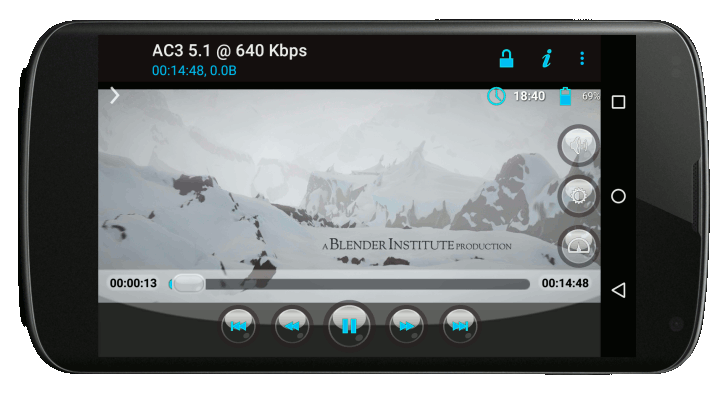 AC3 5.1 @ 640 Kbps
00:14:48, 0.0B
18:40 69%
A BLENDER INSTITUTE PRODUCTION
00:00:13 00:14:48